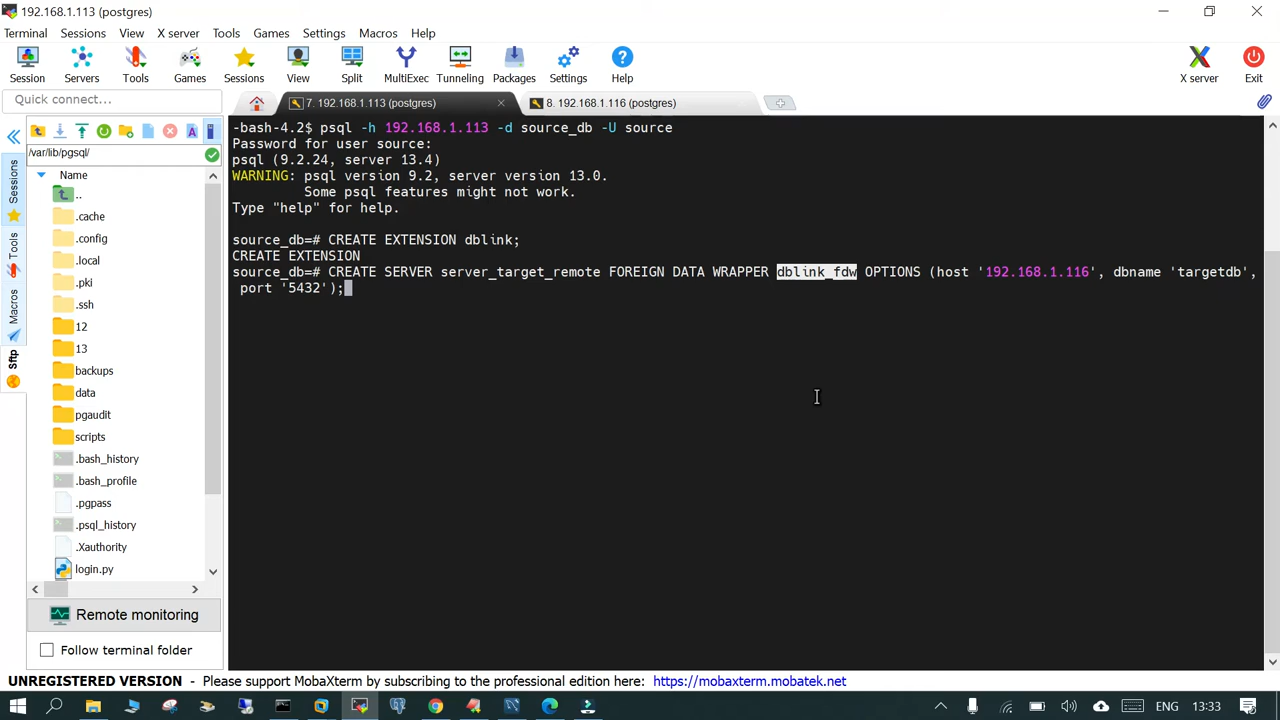 192.168.1.113 (postgres)
Terminal Sessions View X server Tools Games Settings Macros Help
Session Servers Tools Games Sessions View Split MultiExec Tunneling Packages Settings Help X server Exit
Quick connect...
7. 192.168.1.113 (postgres)
8. 192.168.1.116 (postgres)
Sessions
Tools
Macros
Sftp
/var/lib/pgsql/
Name
..
.cache
.config
.local
.pki
.ssh
12
13
backups
data
pgaudit
scripts
.bash_history
.bash_profile
.pgpass
.psql_history
.Xauthority
login.py
Remote monitoring
Follow terminal folder
-bash-4.2$ psql -h 192.168.1.113 -d source_db -U source
Password for user source:
psql (9.2.24, server 13.4)
WARNING: psql version 9.2, server version 13.0.
Some psql features might not work.
Type "help" for help.
source_db=# CREATE EXTENSION dblink;
CREATE EXTENSION
source_db=# CREATE SERVER server_target_remote FOREIGN DATA WRAPPER dblink_fdw OPTIONS (host '192.168.1.116', dbname 'targetdb',
port '5432');
UNREGISTERED VERSION - Please support MobaXterm by subscribing to the professional edition here: https://mobaxterm.mobatek.net
ENG 13:33